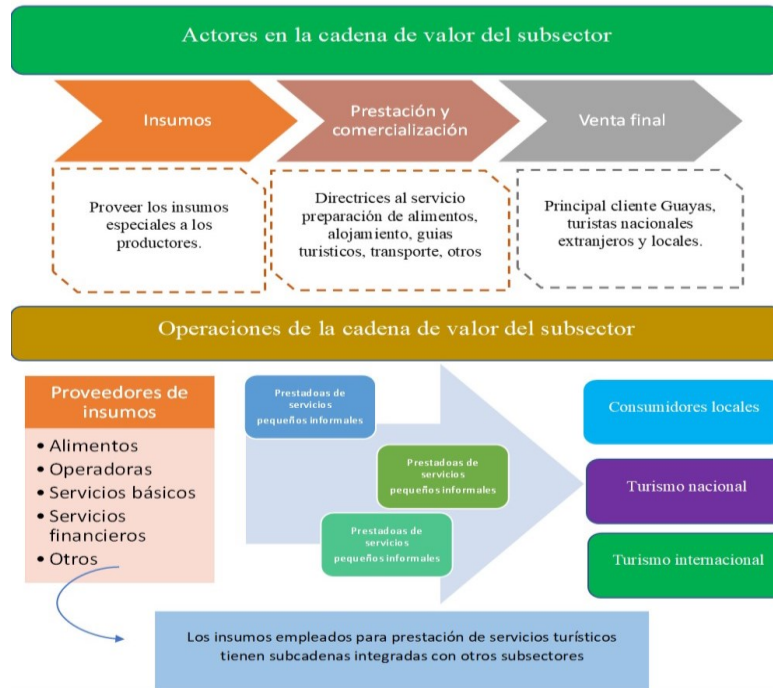 Actores en la cadena de valor del subsector
Insumos
Prestación y
comercialización
Venta final
Proveer los insumos
especiales a los
productores.
Directrices al servicio
preparación de alimentos,
alojamiento, guias
turisticos, transporte, otros
Principal cliente Guayas,
turistas nacionales
extranjeros y locales.
Operaciones de la cadena de valor del subsector
Proveedores de
insumos
• Alimentos
• Operadoras
• Servicios básicos
• Servicios
financieros
• Otros
Prestadoas de
servicios
pequeños informales
Prestadoas de
servicios
pequeños informales
Prestadoas de
servicios
pequeños informales
Consumidores locales
Turismo nacional
Turismo internacional
Los insumos empleados para prestación de servicios turístico
tienen subcadenas integradas con otros subsectores